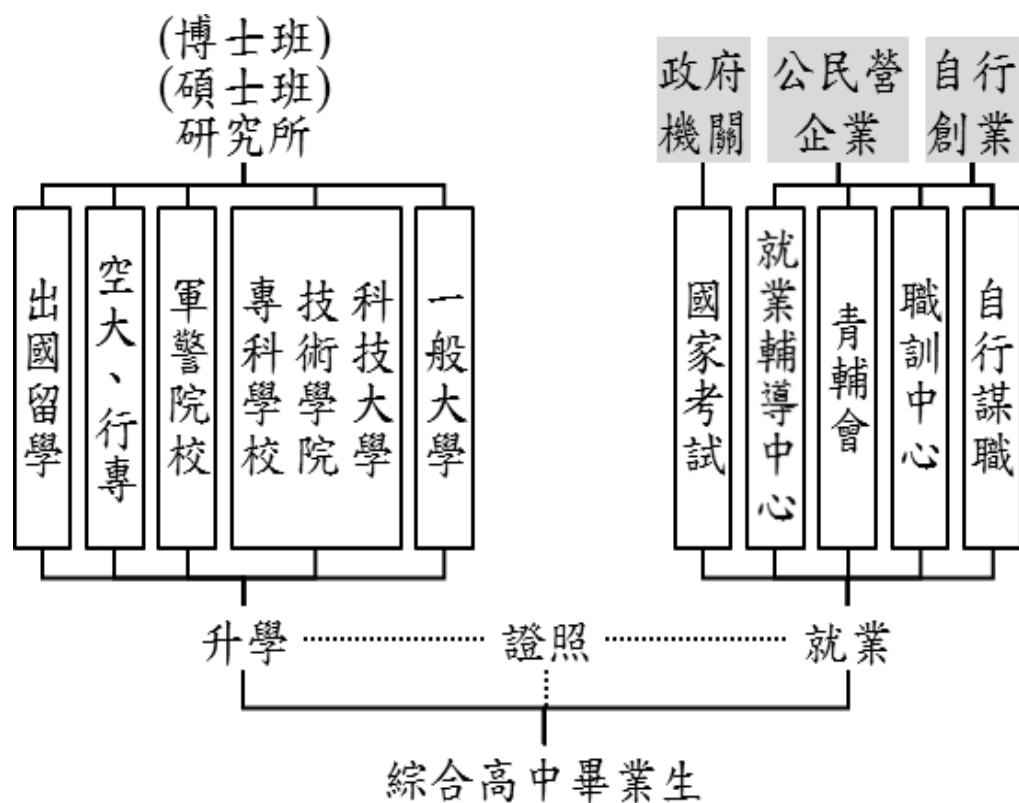 (博士班)
(碩士班)
研究所
政府
機關
公民營
企業
自行
創業
出國留學
空大、行專
軍警院校
專科學校
技術學院
科技大學
一般大學
國家考試
就業輔導中心
青輔會
職訓中心
自行謀職
升學
證照
就業
綜合高中畢業生